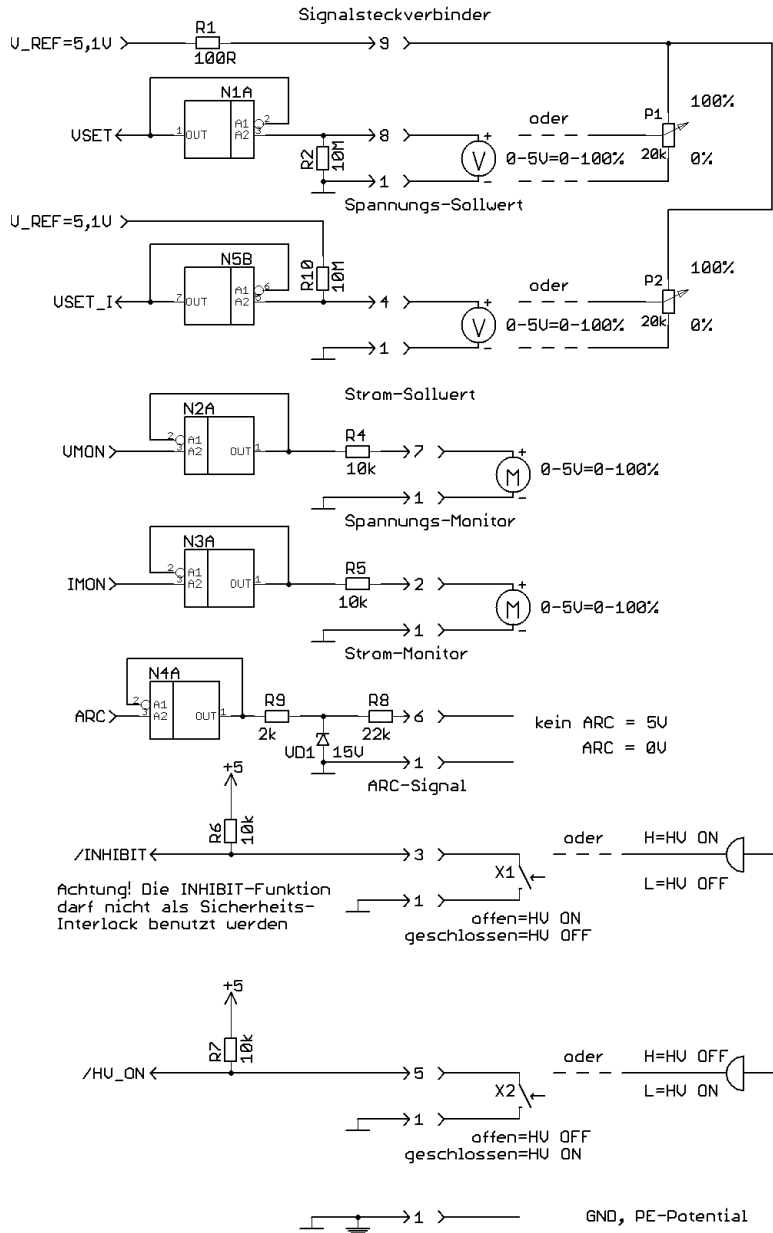 Signalsteckverbinder
V_REF=5,1V
R1
100R
9
N1A
VSET
1 OUT
A1 2
A2 3
8
R2
10M
1
V
+
-
oder
0-5V=0-100%
P1
20k
100%
0%
Spannungs-Sollwert
V_REF=5,1V
N5B
VSET_I
7 OUT
A1 6
A2 5
R10
10M
4
1
V
+
-
oder
0-5V=0-100%
P2
20k
100%
0%
Strom-Sollwert
N2A
VMON
2 A1
3 A2
OUT 1
R4
10k
7
1
M
+
-
0-5V=0-100%
Spannungs-Monitor
N3A
IMON
2 A1
3 A2
OUT 1
R5
10k
2
1
M
+
-
0-5V=0-100%
Strom-Monitor
N4A
ARC
2 A1
3 A2
OUT 1
R9
2k
R8
22k
6
VD1
15V
1
kein ARC = 5V
ARC = 0V
ARC-Signal
+5
R6
10k
/INHIBIT
3
1
X1
oder
H=HV ON
L=HV OFF
Achtung! Die INHIBIT-Funktion
darf nicht als Sicherheits-
Interlock benutzt werden
offen=HV ON
geschlossen=HV OFF
+5
R7
10k
/HV_ON
5
1
X2
oder
H=HV OFF
L=HV ON
offen=HV OFF
geschlossen=HV ON
1
GND, PE-Potential